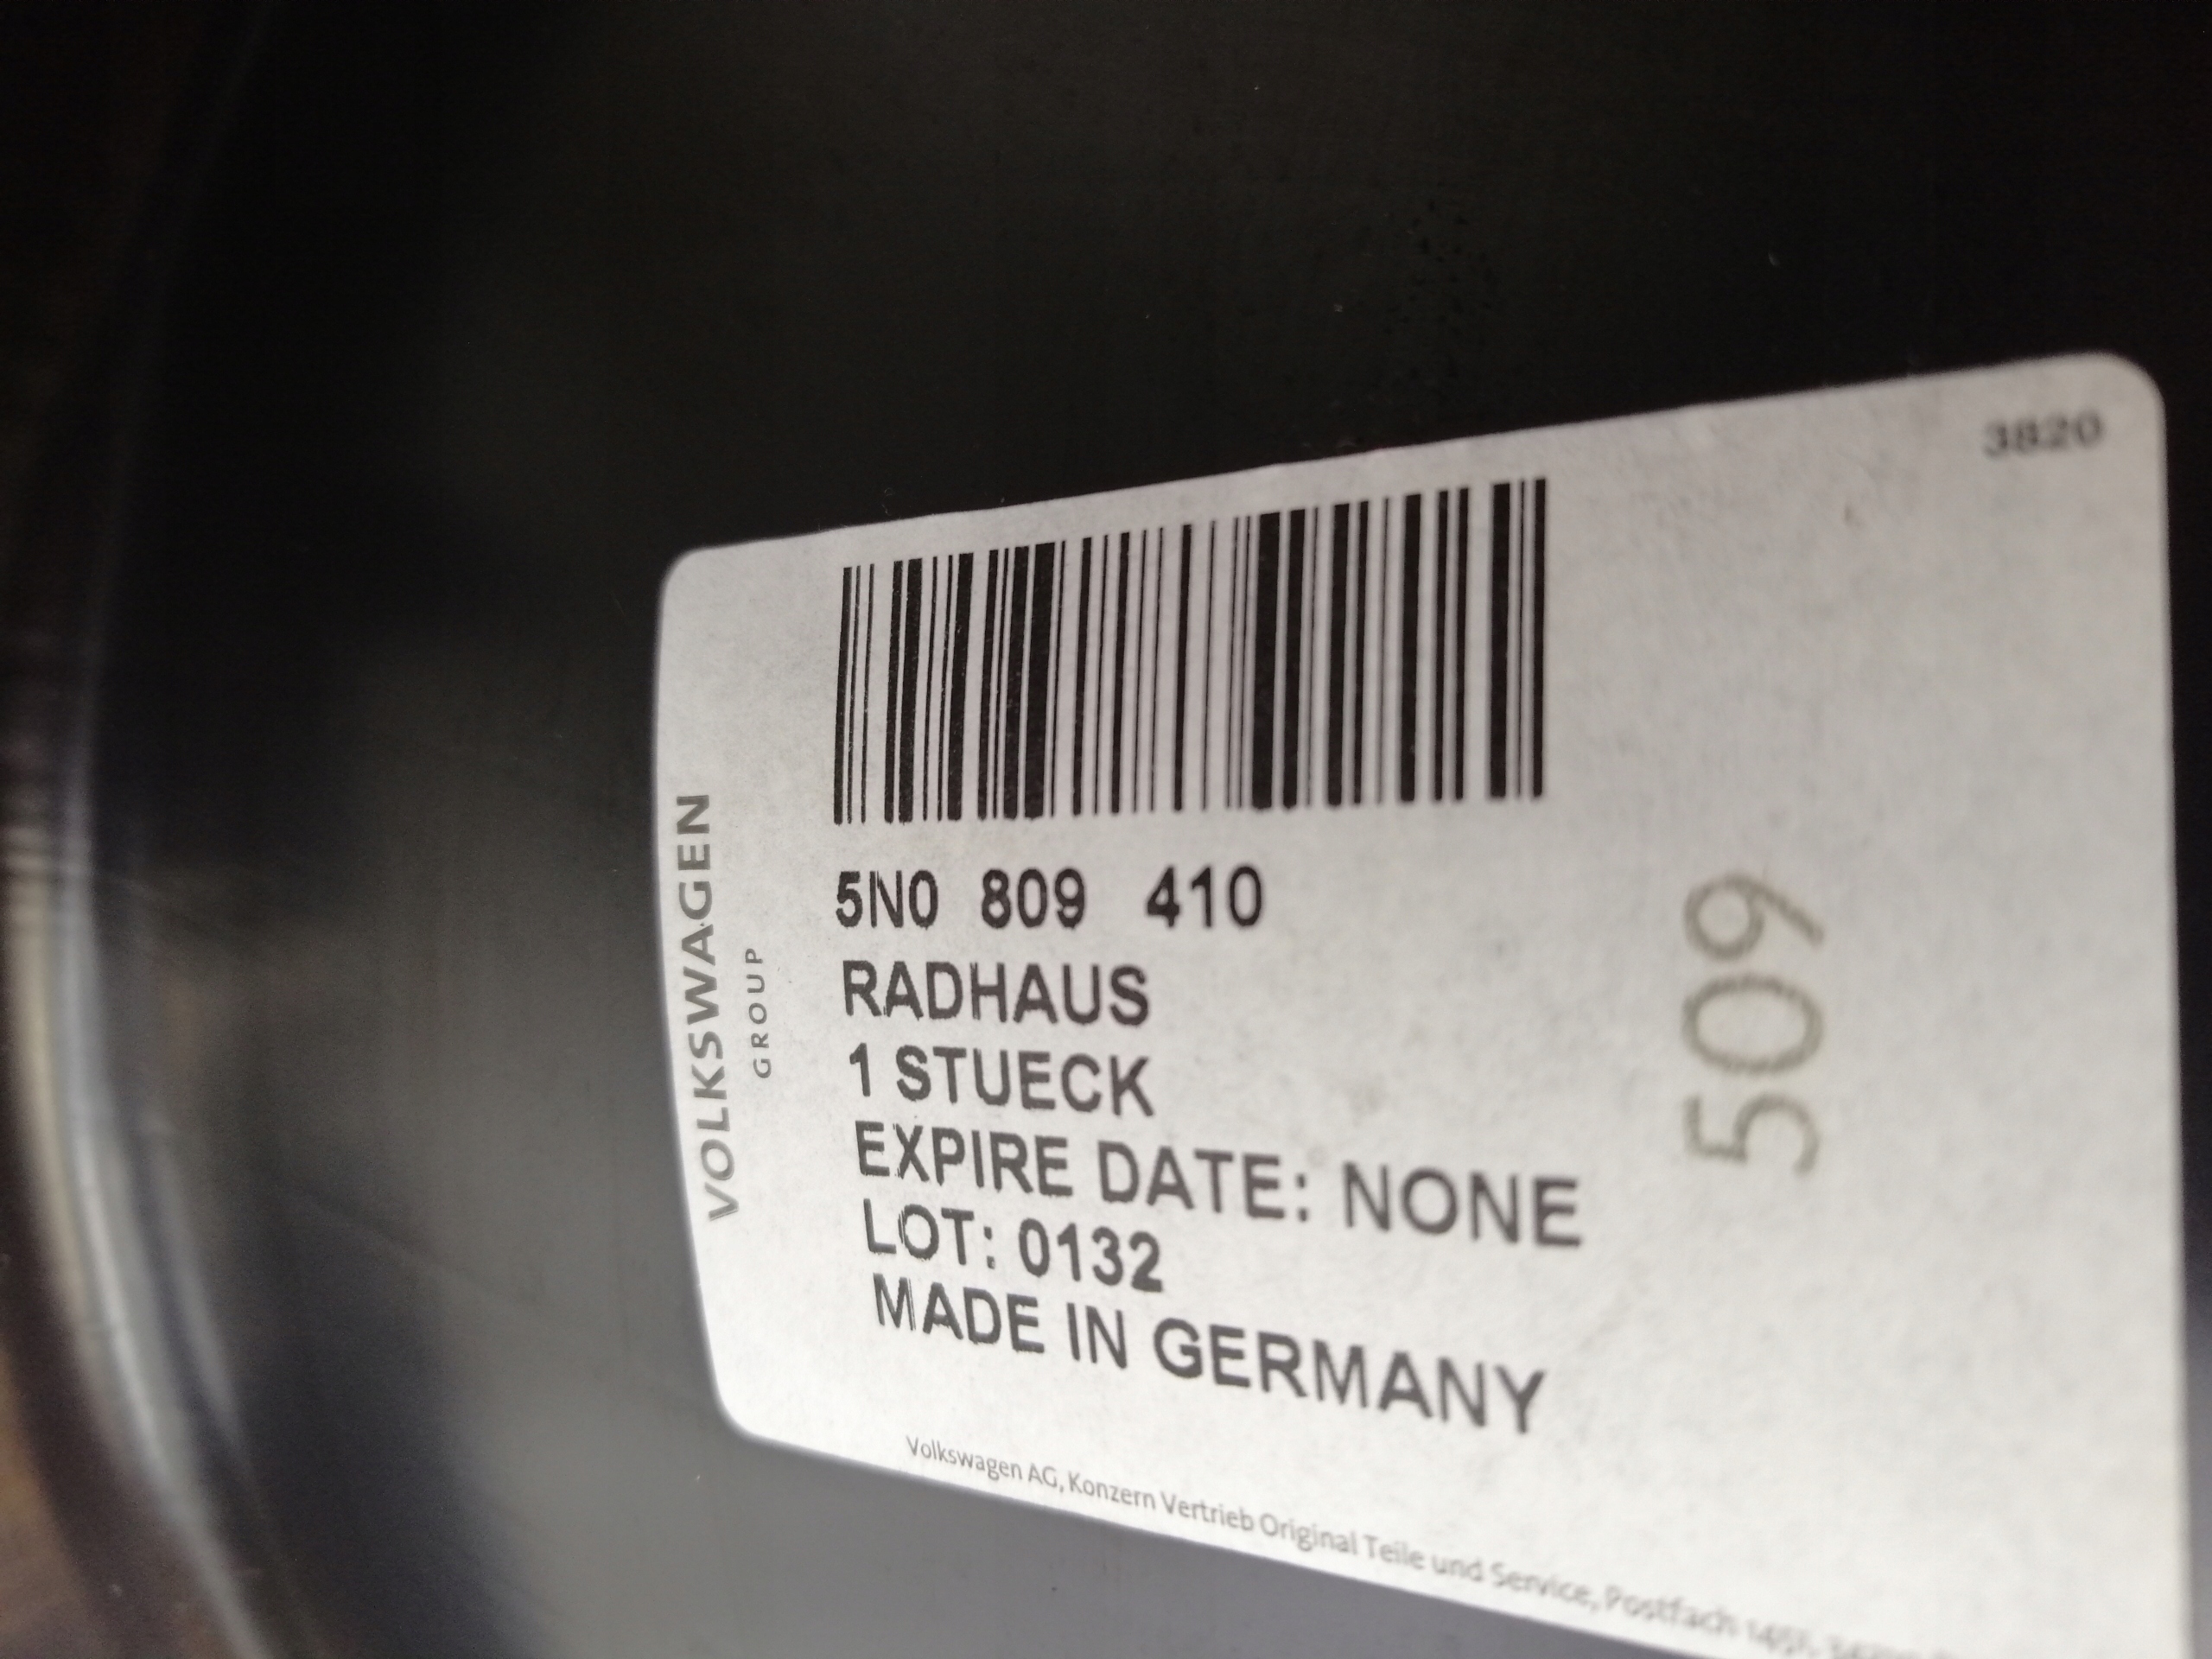 3820
5N0 809 410
RADHAUS
1 STUECK
EXPIRE DATE: NONE
LOT: 0132
MADE IN GERMANY
VOLKSWAGEN
GROUP
509
Volkswagen AG, Konzern Vertrieb Original Teile und Service, Postfach